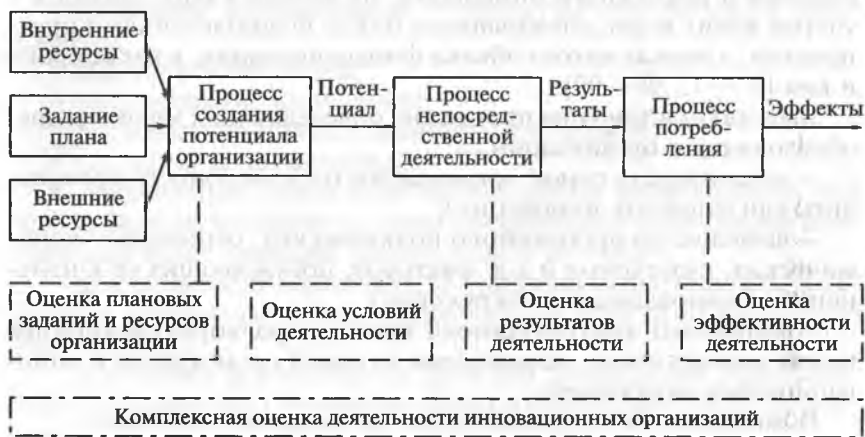 Внутренние
ресурсы
Задание
плана
Внешние
ресурсы
Процесс
создания
потенциала
организации
Потен-
циал
Процесс
непосред-
ственной
деятельности
Резуль-
таты
Процесс
потреб-
ления
Эффекты
Оценка плановых
заданий и ресурсов
организации
Оценка условий
деятельности
Оценка
результатов
деятельности
Оценка
эффективности
деятельности
Комплексная оценка деятельности инновационных организаций